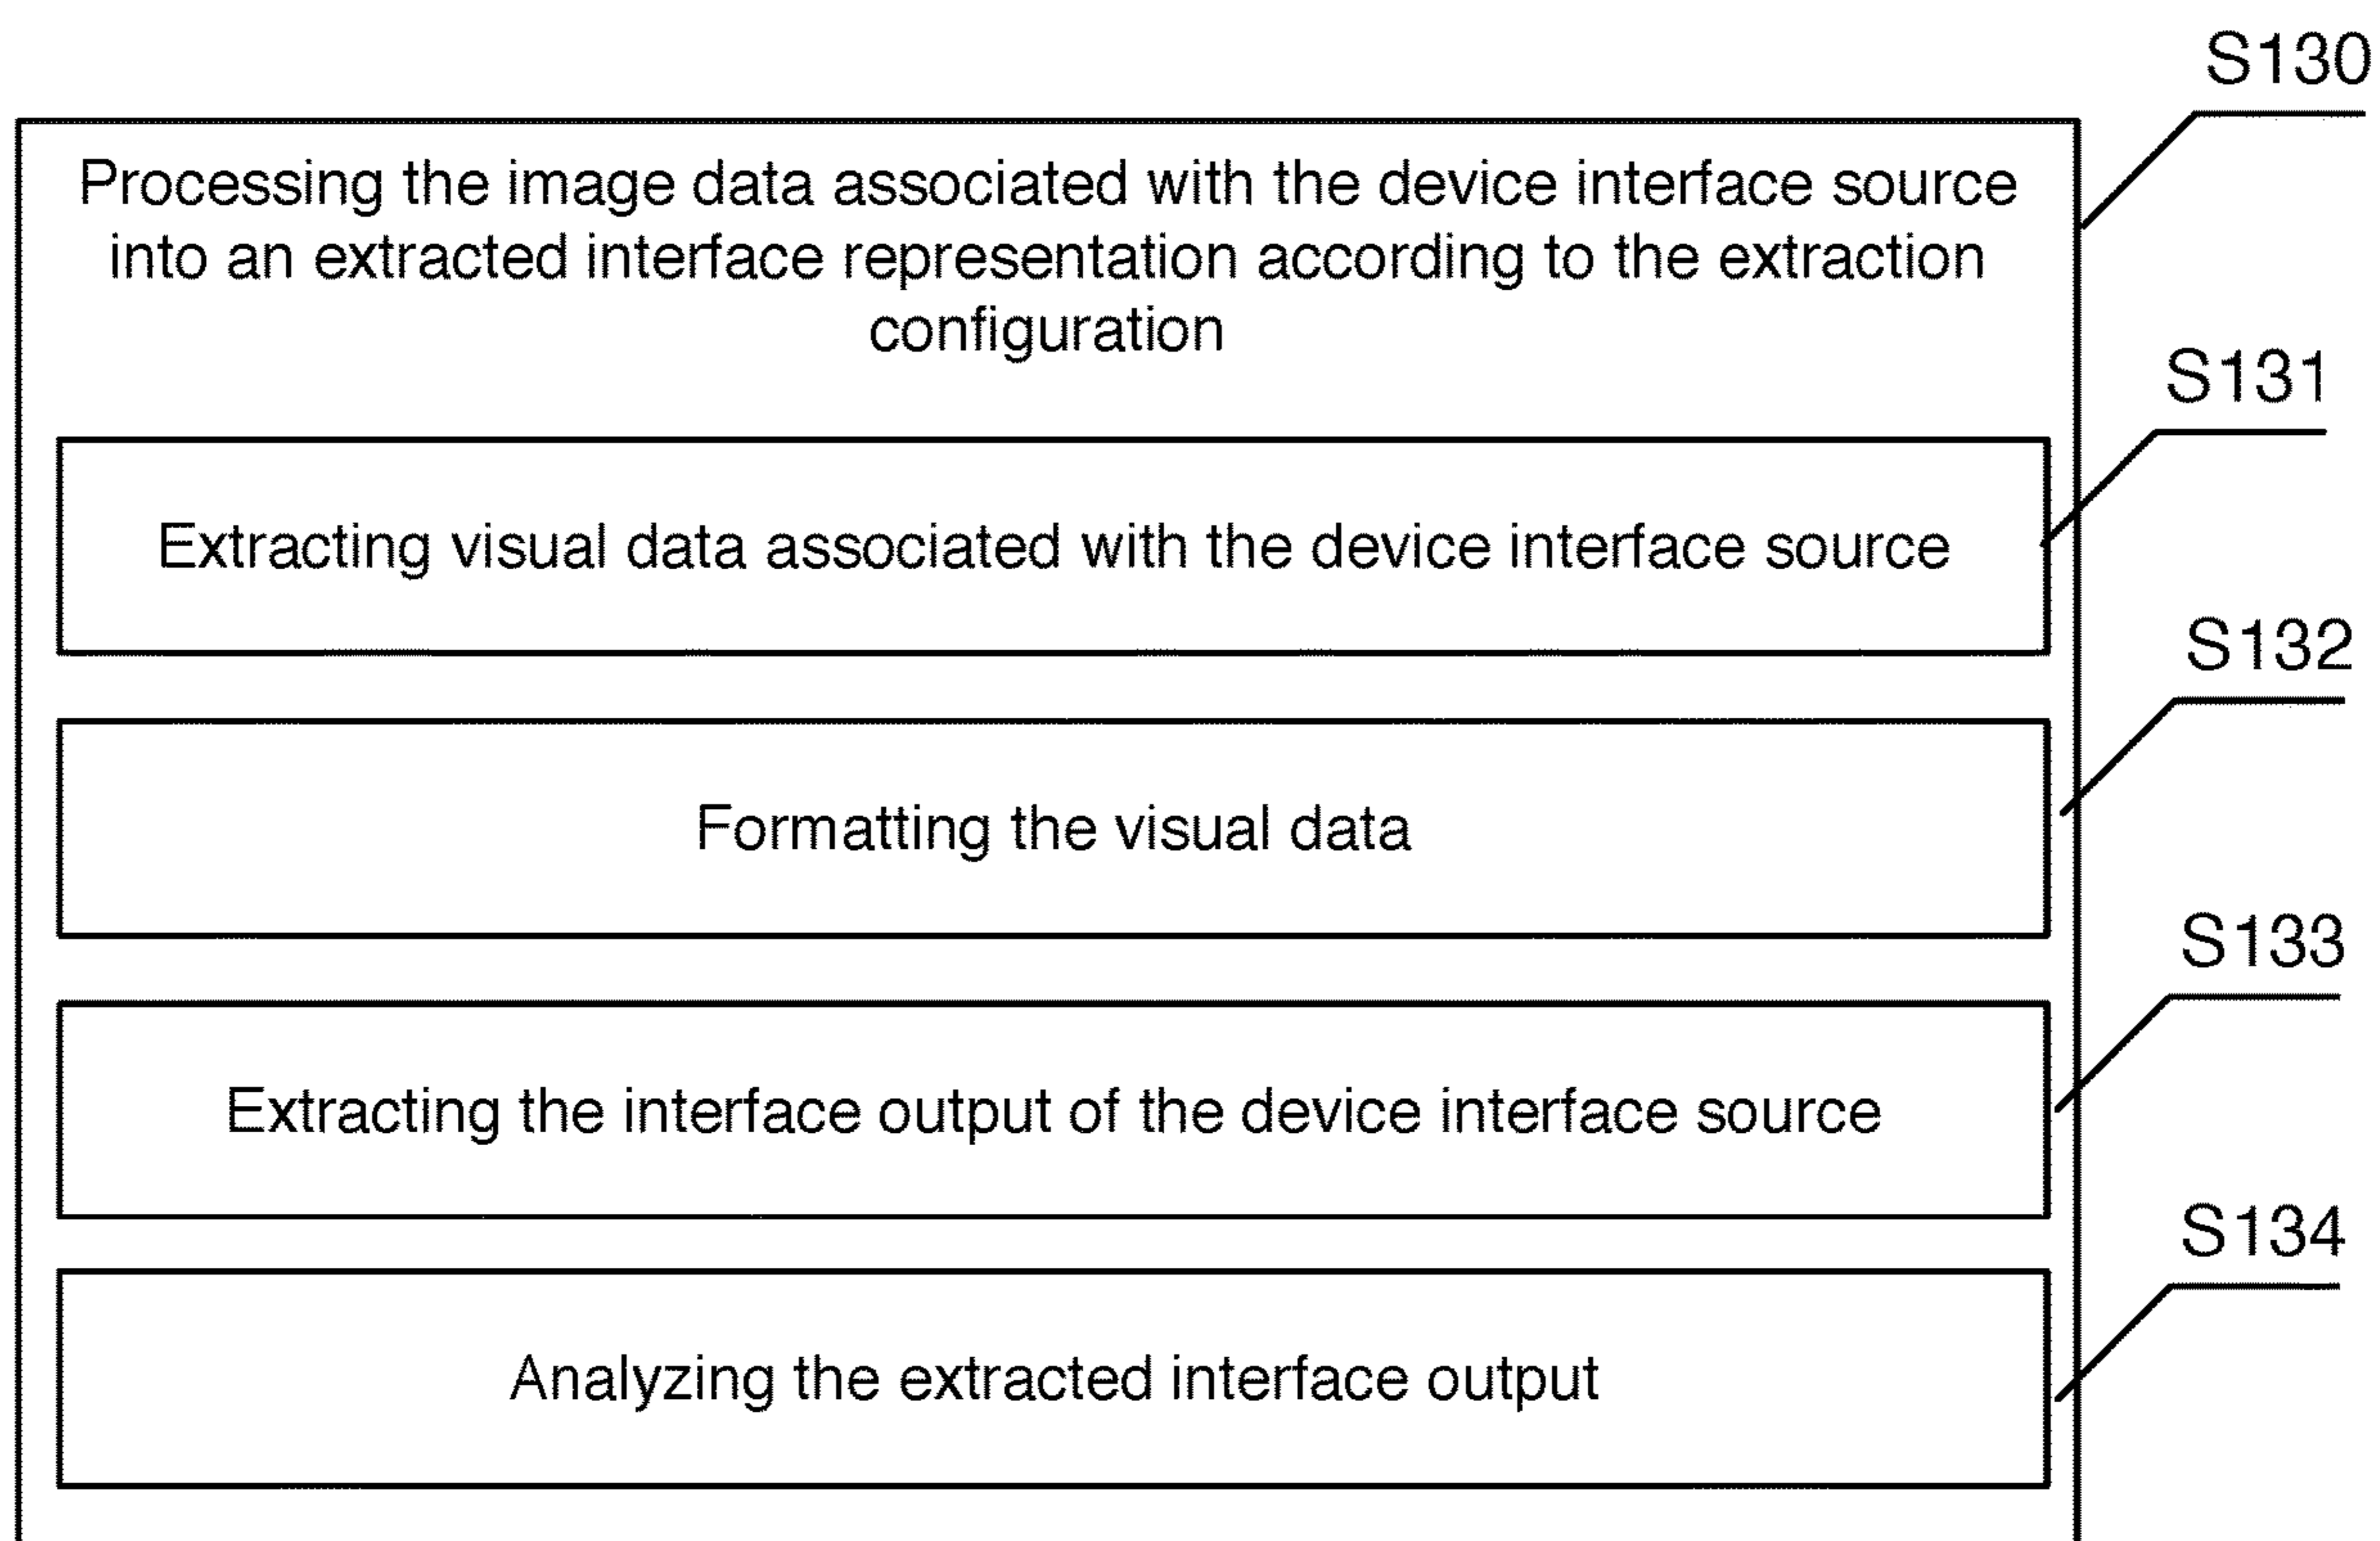 S130
Processing the image data associated with the device interface source
into an extracted interface representation according to the extraction
configuration
S131
Extracting visual data associated with the device interface source
S132
Formatting the visual data
S133
Extracting the interface output of the device interface source
S134
Analyzing the extracted interface output